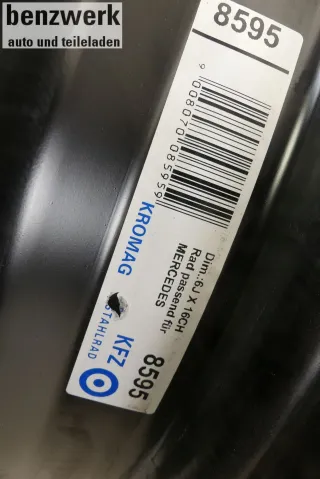 benzwerk
auto und teileladen
8595
9 008070 085959
Dim.:6J X 16CH
Rad passend für
MERCEDES
KROMAG
STAHLRAD
KFZ
8595